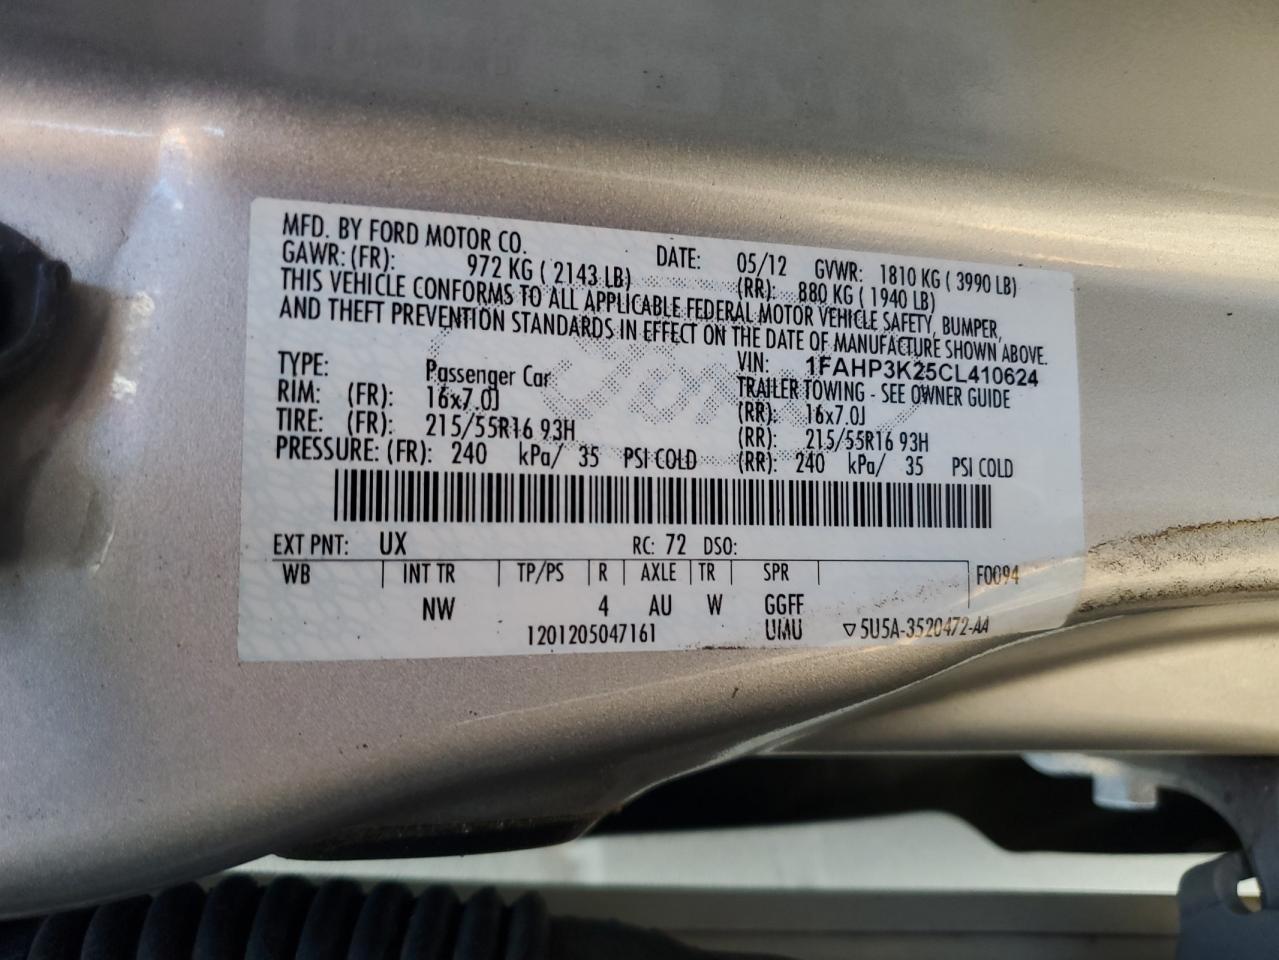 MFD. BY FORD MOTOR CO. DATE: 05/12 GVWR: 1810 KG ( 3990 LB)
GAWR: (FR): 972 KG ( 2143 LB) (RR): 880 KG ( 1940 LB)
THIS VEHICLE CONFORMS TO ALL APPLICABLE FEDERAL MOTOR VEHICLE SAFETY, BUMPER,
AND THEFT PREVENTION STANDARDS IN EFFECT ON THE DATE OF MANUFACTURE SHOWN ABOVE.
VIN: 1FAHP3K25CL410624
TYPE: Passenger Car TRAILER TOWING - SEE OWNER GUIDE
RIM: (FR): 16x7.0J (RR): 16x7.0J
TIRE: (FR): 215/55R16 93H (RR): 215/55R16 93H
PRESSURE: (FR): 240 kPa/ 35 PSI COLD (RR): 240 kPa/ 35 PSI COLD
EXT PNT: UX RC: 72 DSO:
WB INT TR TP/PS R AXLE TR SPR F0094
NW 4 AU W GGFF
1201205047161 UMU ▽5U5A-3520472-AA